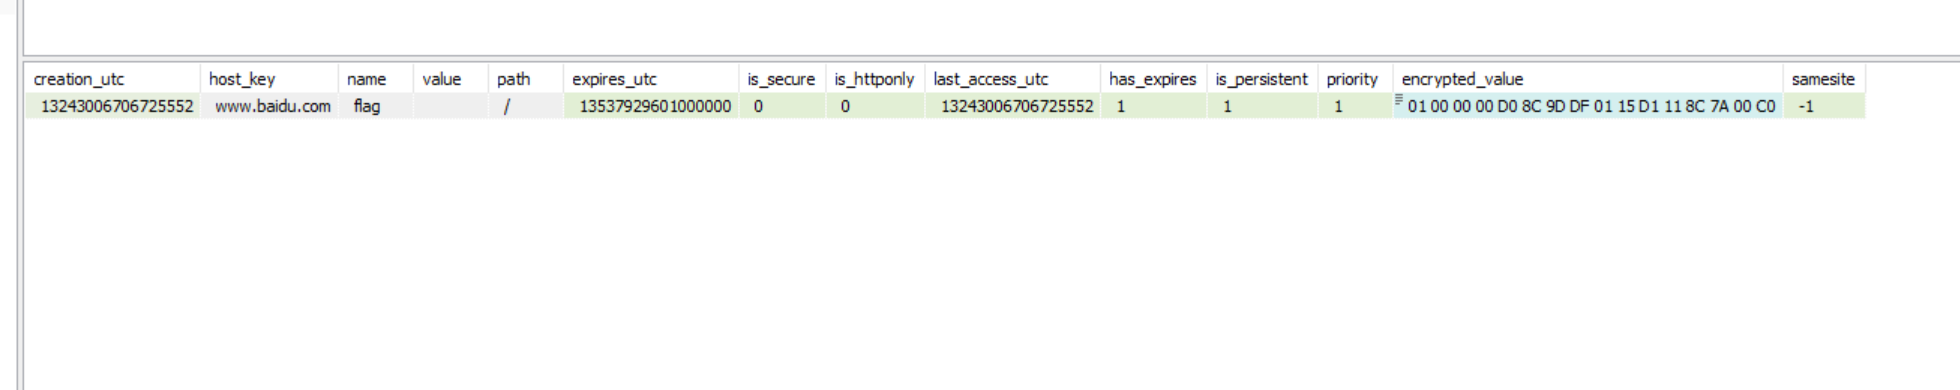 creation_utc host_key name value path expires_utc is_secure is_httponly last_access_utc has_expires is_persistent priority encrypted_value samesite
13243006706725552 www.baidu.com flag / 13537929601000000 0 0 13243006706725552 1 1 1 01 00 00 00 D0 8C 9D DF 01 15 D1 11 8C 7A 00 C0 -1